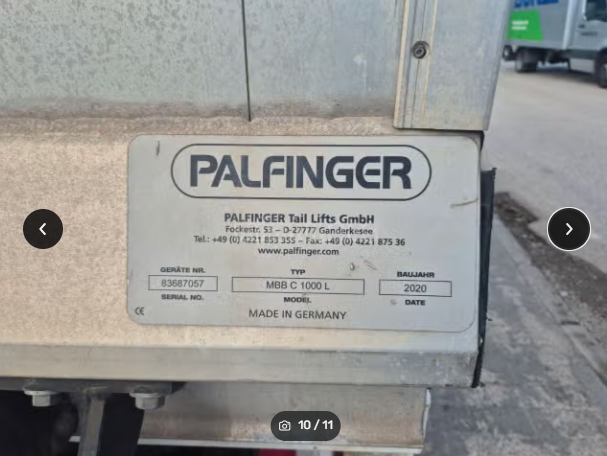 PALFINGER
PALFINGER Tail Lifts GmbH
Fockestr. 53 – D-27777 Ganderkesee
Tel.: +49 (0) 4221 853 355 – Fax: +49 (0) 4221 875 36
www.palfinger.com
GERÄTE NR. TYP BAUJAHR
83687057 MBB C 1000 L 2020
SERIAL NO. MODEL DATE
CE MADE IN GERMANY
10 / 11